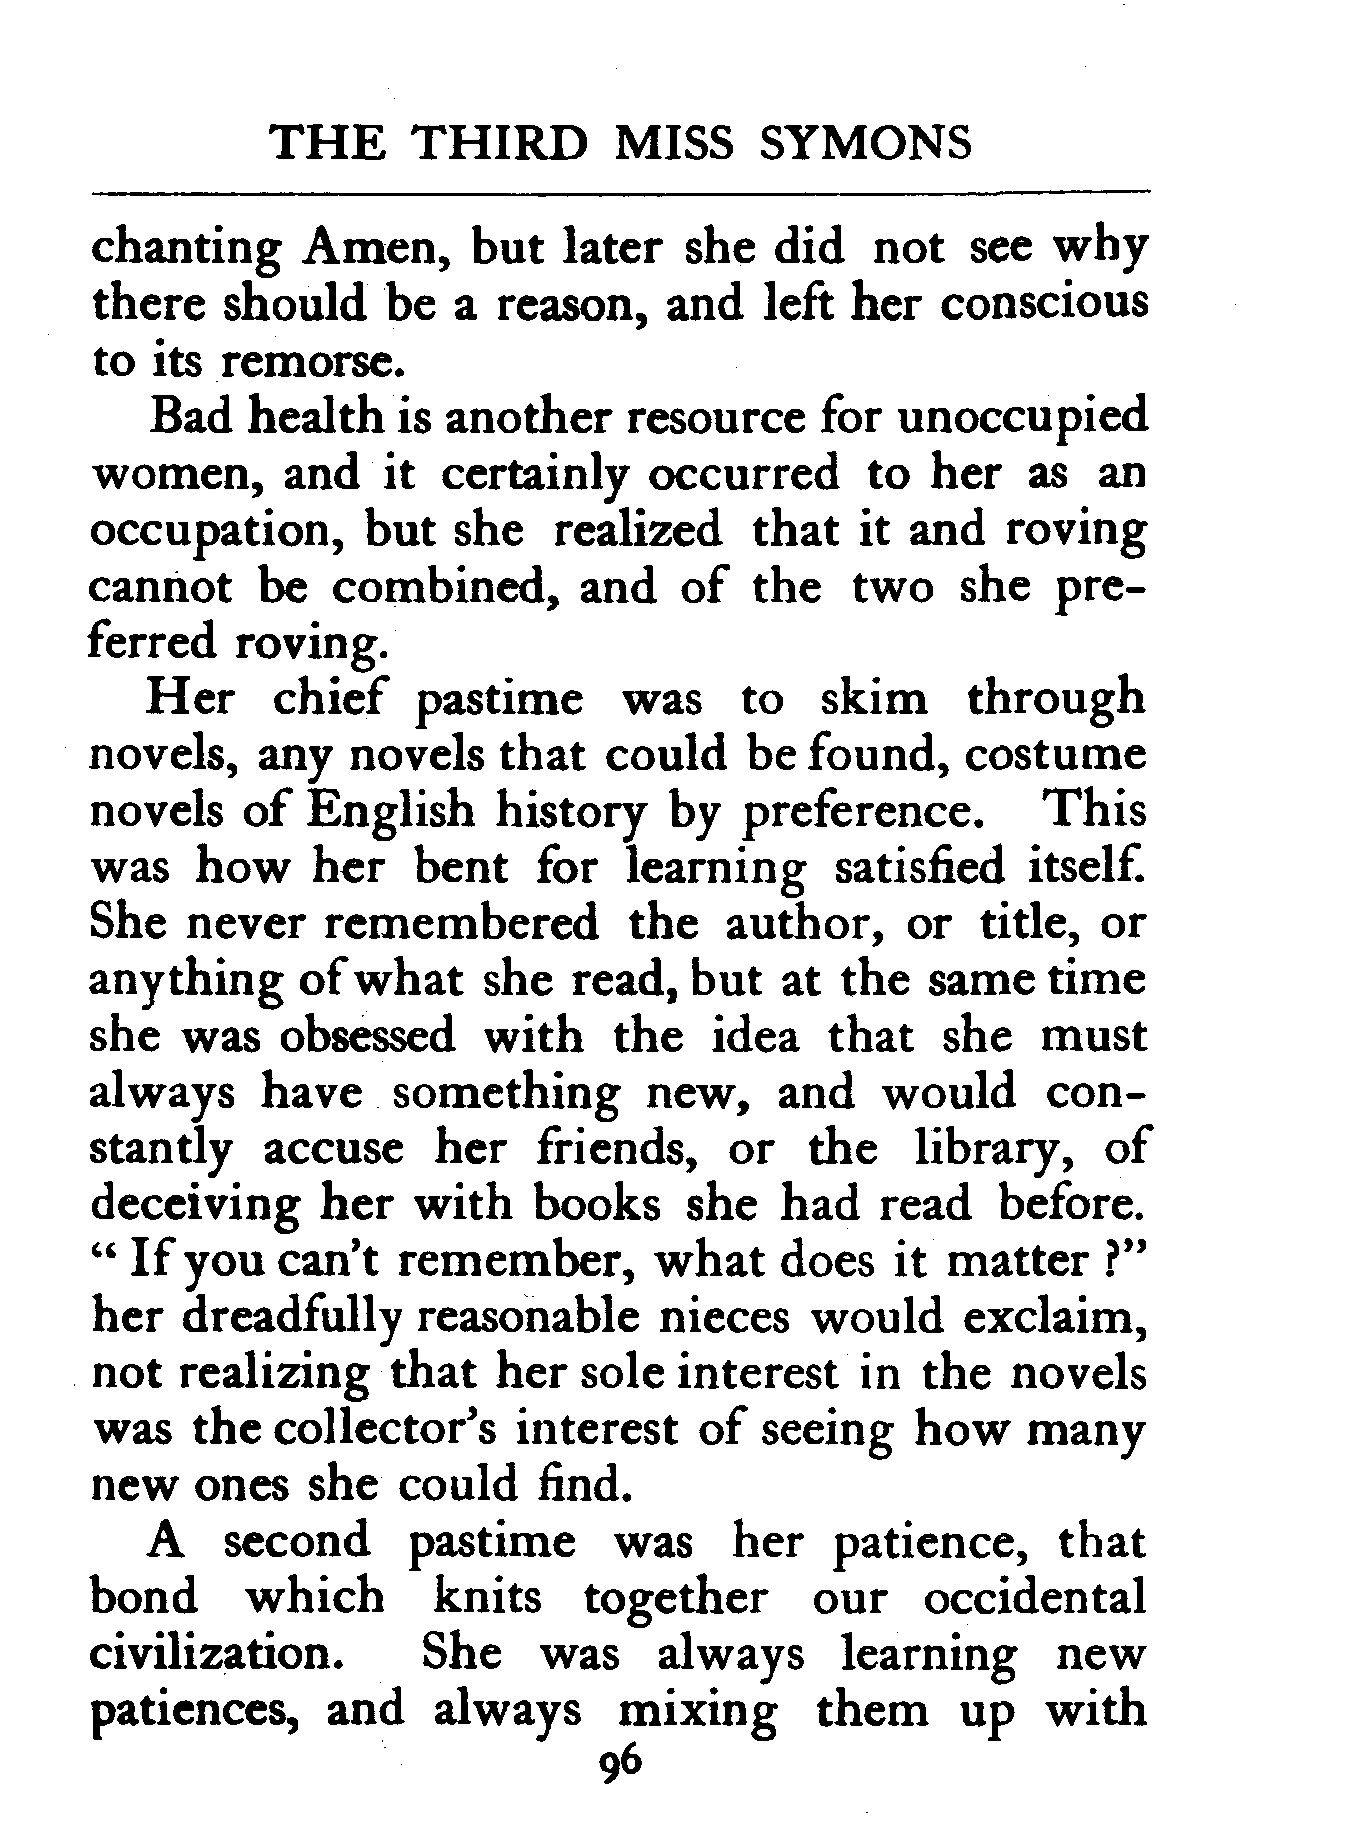 THE THIRD MISS SYMONS
chanting Amen, but later she did not see why
there should be a reason, and left her conscious
to its remorse.
Bad health is another resource for unoccupied
women, and it certainly occurred to her as an
occupation, but she realized that it and roving
cannot be combined, and of the two she pre-
ferred roving.
Her chief pastime was to skim through
novels, any novels that could be found, costume
novels of English history by preference. This
was how her bent for learning satisfied itself.
She never remembered the author, or title, or
anything of what she read, but at the same time
she was obsessed with the idea that she must
always have something new, and would con-
stantly accuse her friends, or the library, of
deceiving her with books she had read before.
“ If you can’t remember, what does it matter ?”
her dreadfully reasonable nieces would exclaim,
not realizing that her sole interest in the novels
was the collector’s interest of seeing how many
new ones she could find.
A second pastime was her patience, that
bond which knits together our occidental
civilization. She was always learning new
patiences, and always mixing them up with
96